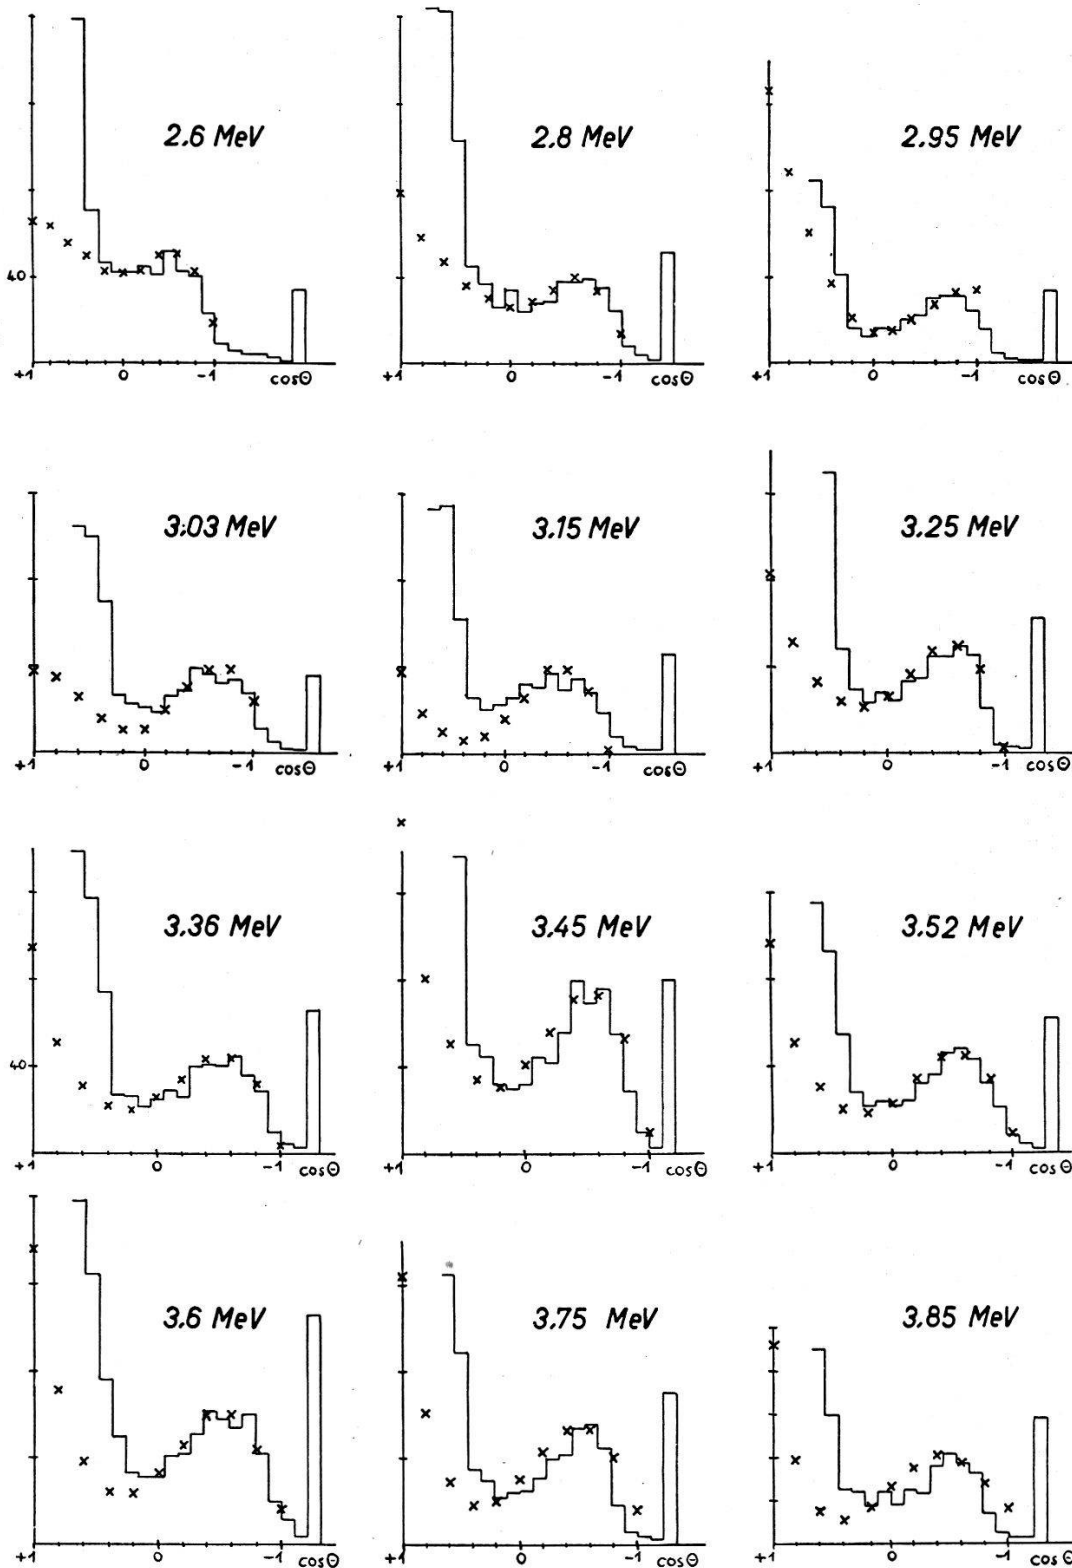 2.6 MeV
2.8 MeV
2.95 MeV
40
+1 0 -1 cosΘ
+1 0 -1 cosΘ
+1 0 -1 cosΘ
3.03 MeV
3.15 MeV
3.25 MeV
+1 0 -1 cosΘ
+1 0 -1 cosΘ
+1 0 -1 cosΘ
3.36 MeV
3.45 MeV
3.52 MeV
40
+1 0 -1 cosΘ
+1 0 -1 cosΘ
+1 0 -1 cosΘ
3.6 MeV
3.75 MeV
3.85 MeV
+1 0 -1 cosΘ
+1 0 -1 cosΘ
+1 0 -1 cosΘ